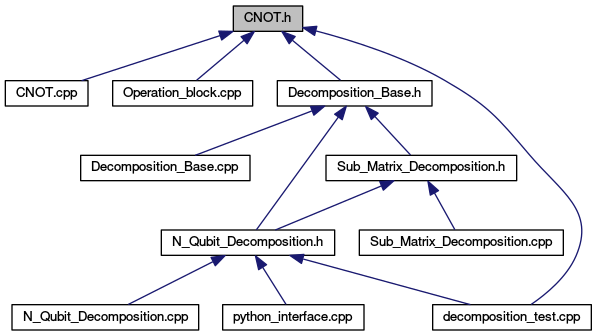 CNOT.h
CNOT.cpp
Operation_block.cpp
Decomposition_Base.h
Decomposition_Base.cpp
Sub_Matrix_Decomposition.h
N_Qubit_Decomposition.h
Sub_Matrix_Decomposition.cpp
N_Qubit_Decomposition.cpp
python_interface.cpp
decomposition_test.cpp